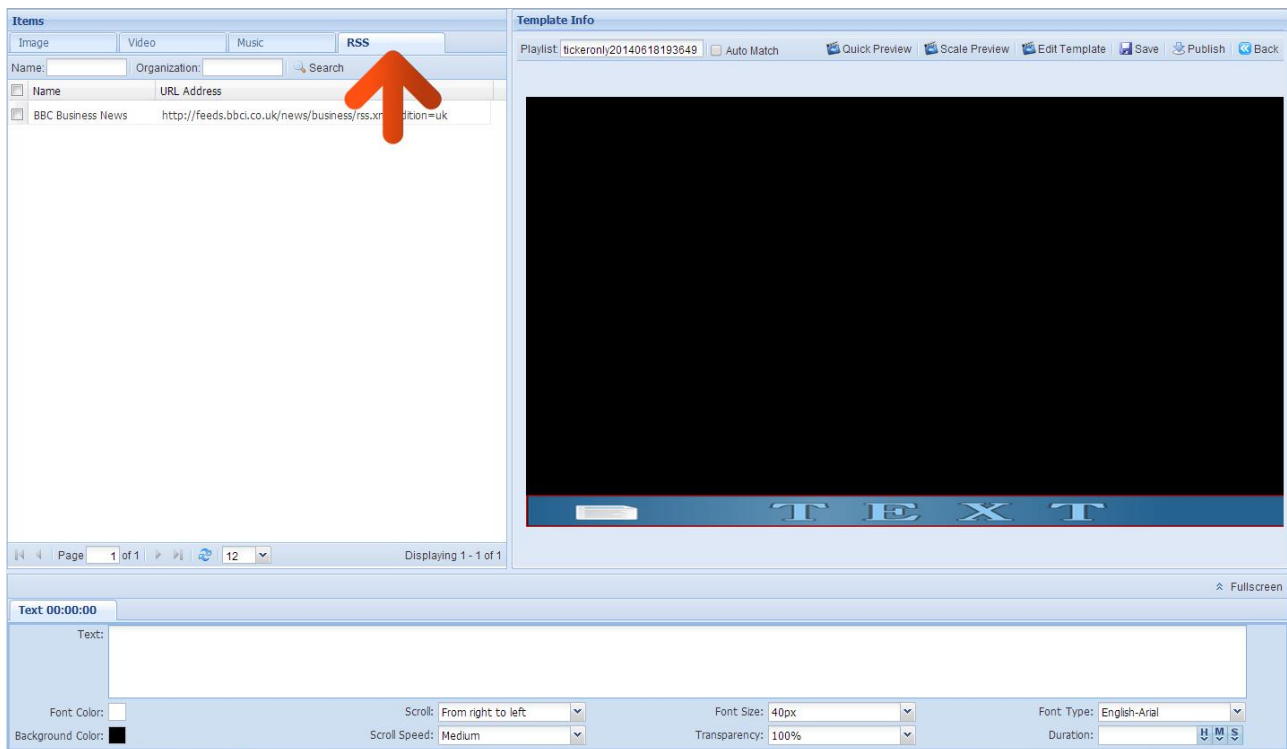 Items
Image Video Music RSS
Name: Organization: Search
Name URL Address
BBC Business News http://feeds.bbci.co.uk/news/business/rss.xm dition=uk
Page 1 of 1 12 Displaying 1 - 1 of 1
Template Info
Playlist: tickeronly20140618193649 Auto Match Quick Preview Scale Preview Edit Template Save Publish Back
TEXT
Fullscreen
Text 00:00:00
Text:
Font Color: Scroll: From right to left Font Size: 40px Font Type: English-Arial
Background Color: Scroll Speed: Medium Transparency: 100% Duration: H M S